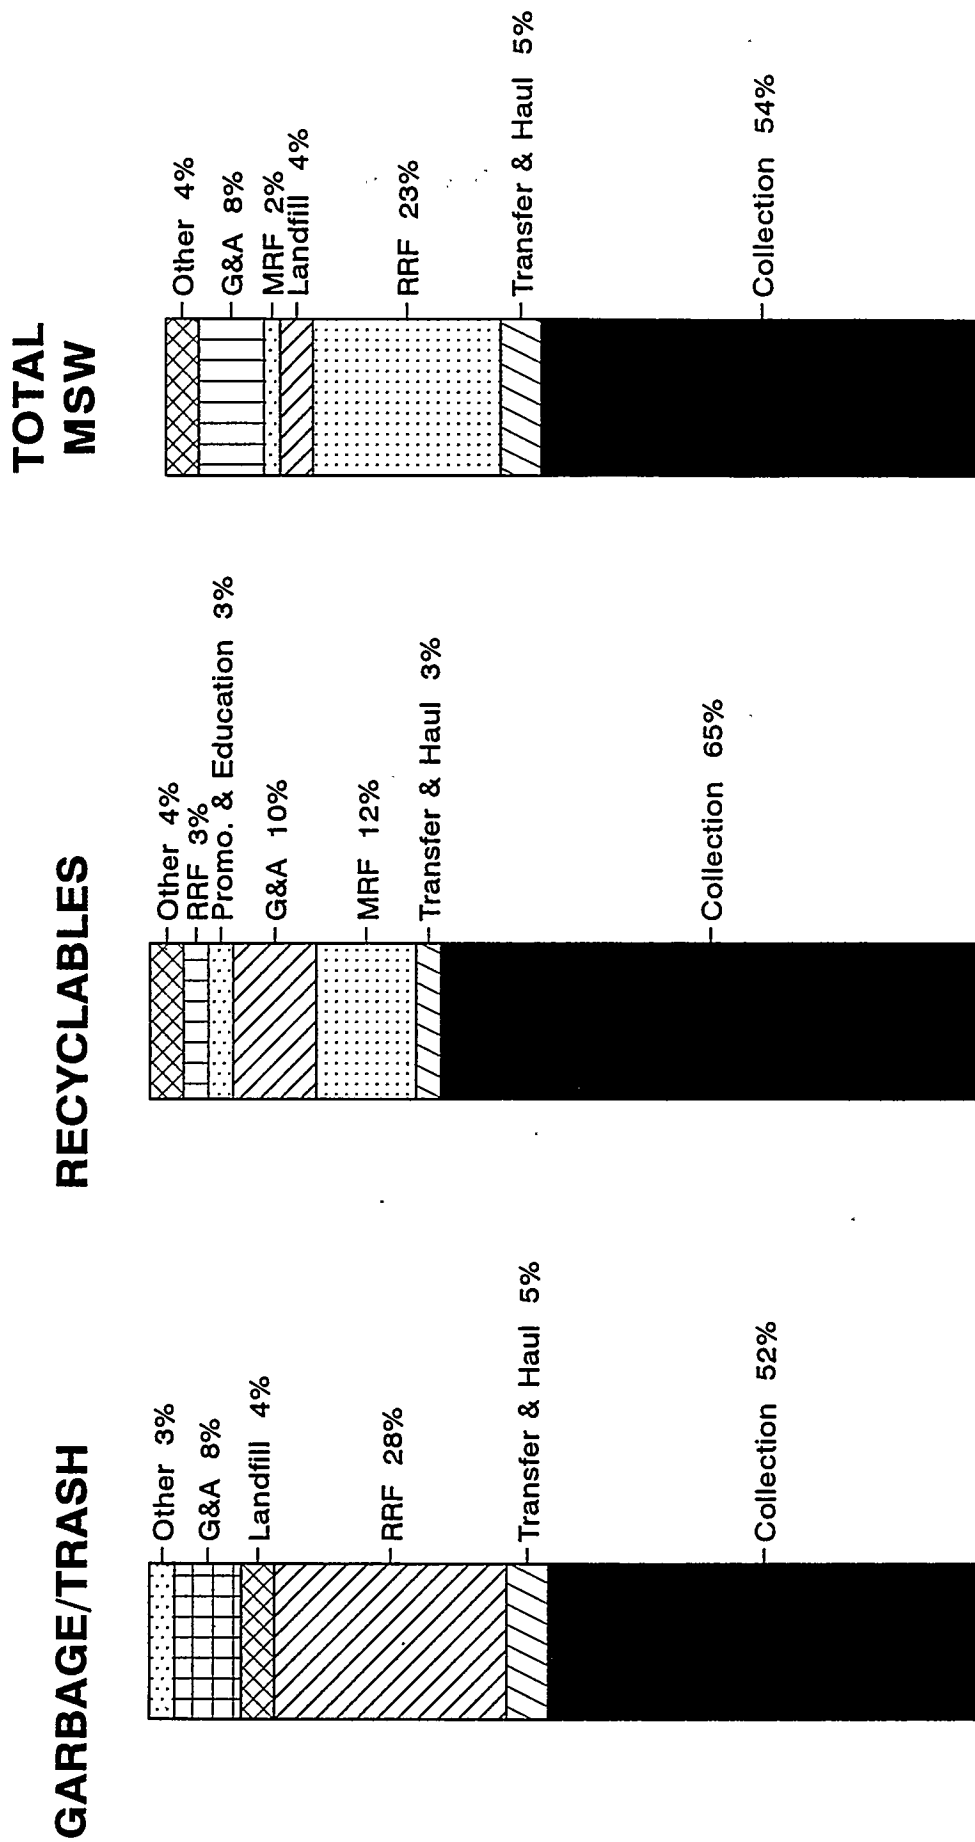 GARBAGE/TRASH
Other 3%
G&A 8%
Landfill 4%
RRF 28%
Transfer & Haul 5%
Collection 52%
RECYCLABLES
Other 4%
RRF 3%
Promo. & Education 3%
G&A 10%
MRF 12%
Transfer & Haul 3%
Collection 65%
TOTAL
MSW
Other 4%
G&A 8%
MRF 2%
Landfill 4%
RRF 23%
Transfer & Haul 5%
Collection 54%